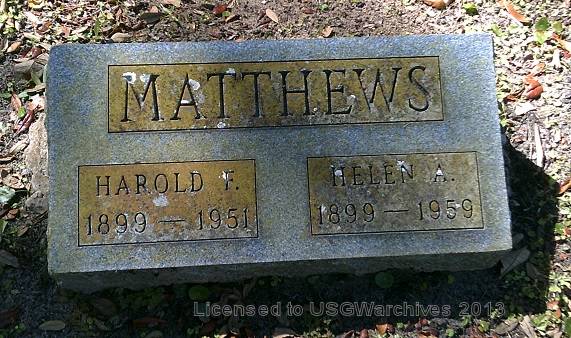 MATTHEWS
HAROLD F.
1899 — 1951
HELEN A.
1899 — 1959
Licensed to USGWarchives 2013